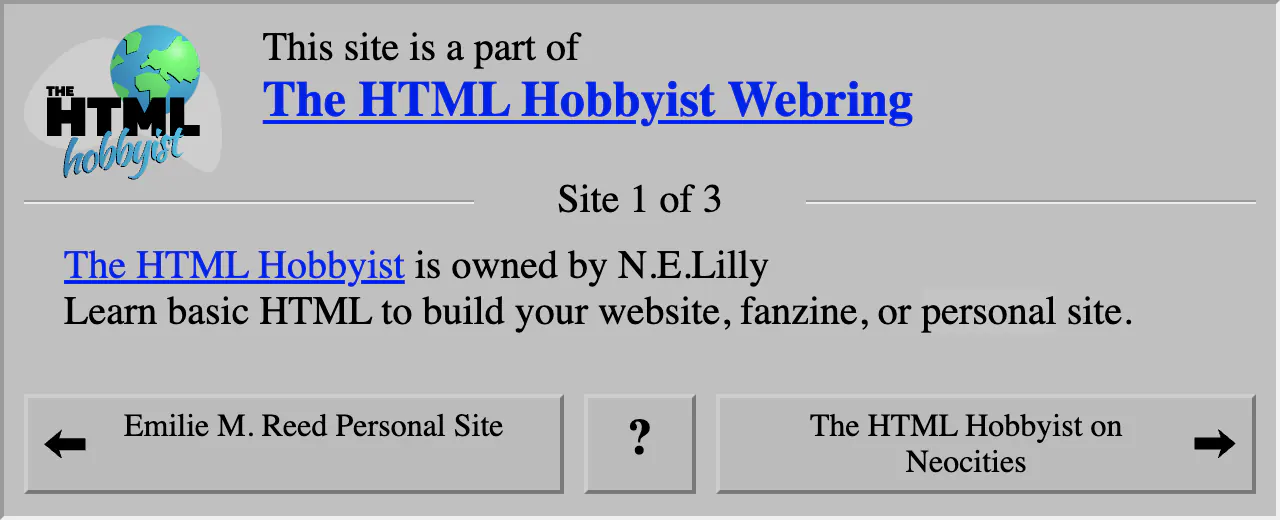 THE
HTML
hobbyist
This site is a part of
The HTML Hobbyist Webring
Site 1 of 3
The HTML Hobbyist is owned by N.E.Lilly
Learn basic HTML to build your website, fanzine, or personal site.
Emilie M. Reed Personal Site
?
The HTML Hobbyist on
Neocities